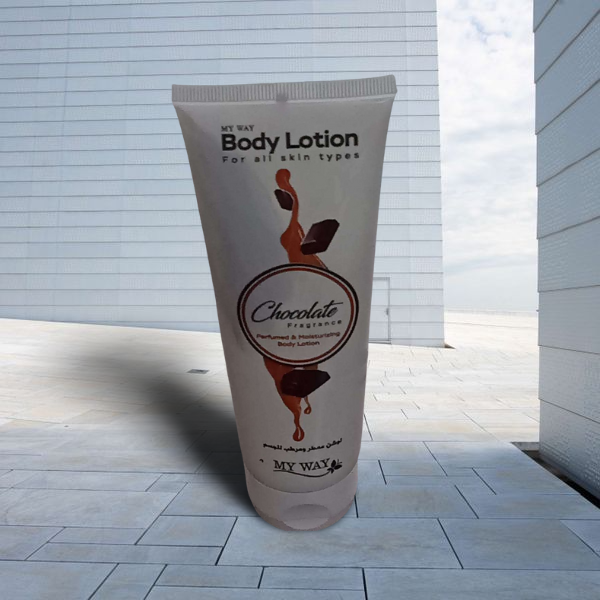 MY WAY
Body Lotion
For all skin types
Chocolate
Fragrance
Perfumed & Moisturizing
Body Lotion
لوشن معطر ومرطب للجسم
MY WAY